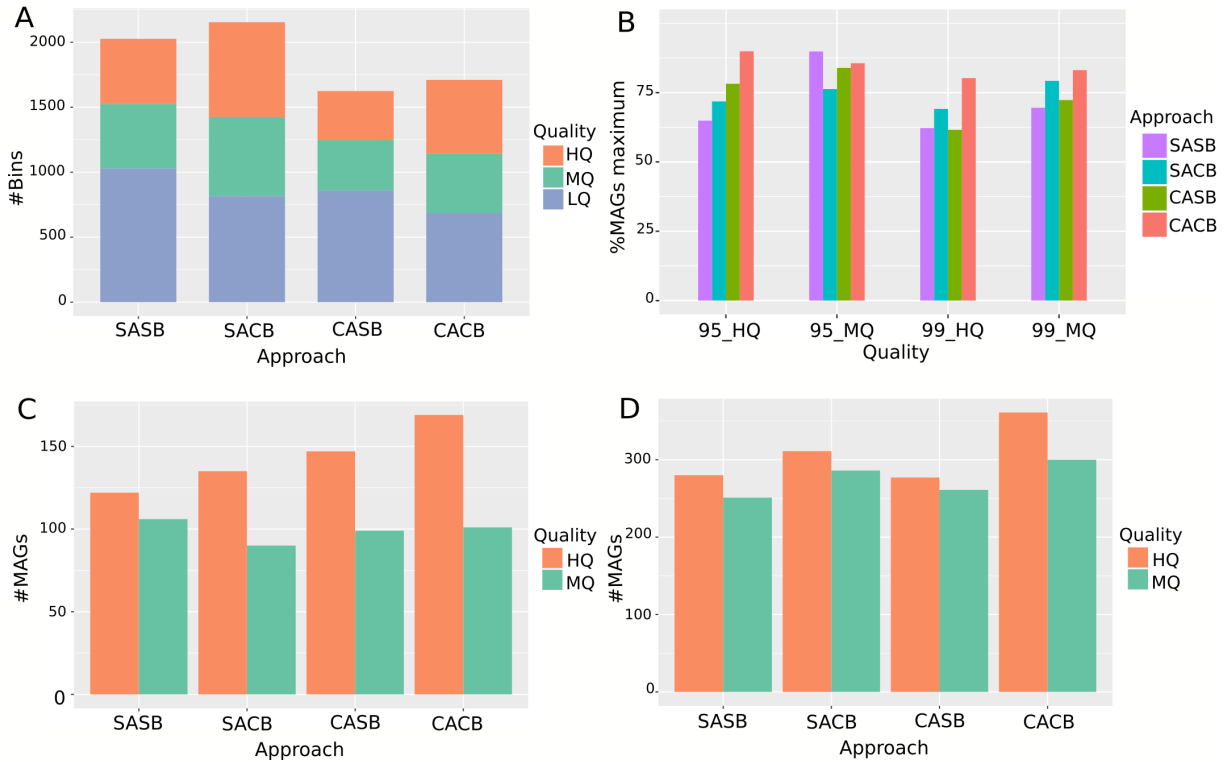 A
#Bins
2000
1500
1000
500
0
SASB SACB CASB CACB
Approach
Quality
HQ
MQ
LQ
B
%MAGs maximum
75
50
25
0
95_HQ 95_MQ 99_HQ 99_MQ
Quality
Approach
SASB
SACB
CASB
CACB
C
#MAGs
150
100
50
0
SASB SACB CASB CACB
Approach
Quality
HQ
MQ
D
#MAGs
300
200
100
0
SASB SACB CASB CACB
Approach
Quality
HQ
MQ